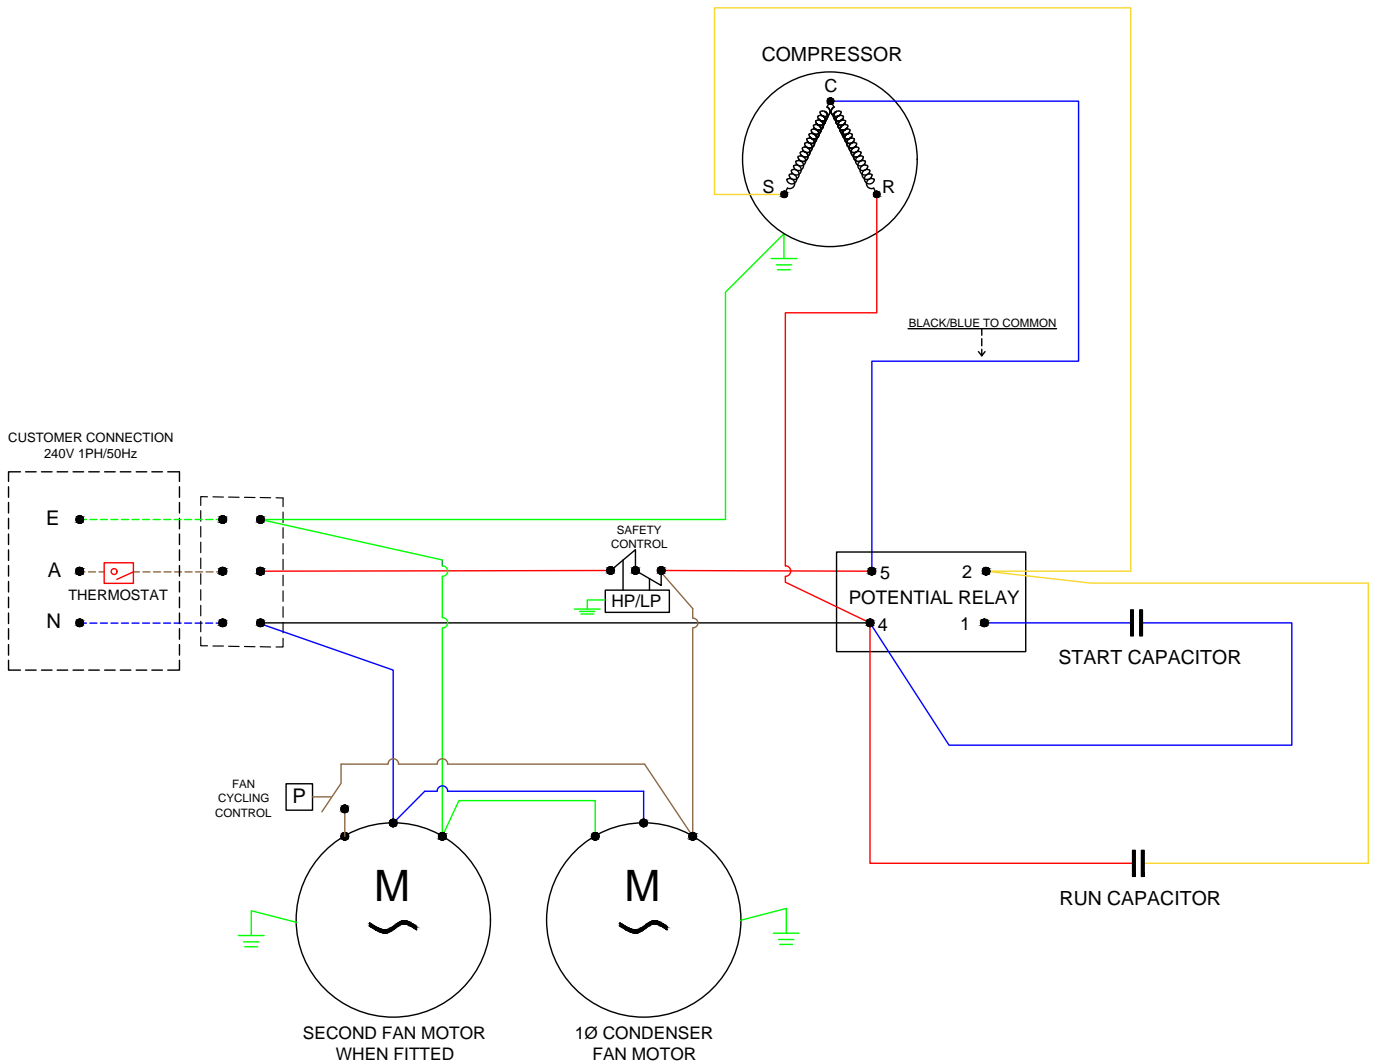 COMPRESSOR
C
S
R
BLACK/BLUE TO COMMON
CUSTOMER CONNECTION
240V 1PH/50Hz
E
A
THERMOSTAT
N
SAFETY
CONTROL
HP/LP
5
2
POTENTIAL RELAY
4
1
START CAPACITOR
FAN
CYCLING
CONTROL
P
M
M
RUN CAPACITOR
SECOND FAN MOTOR
WHEN FITTED
1Ø CONDENSER
FAN MOTOR